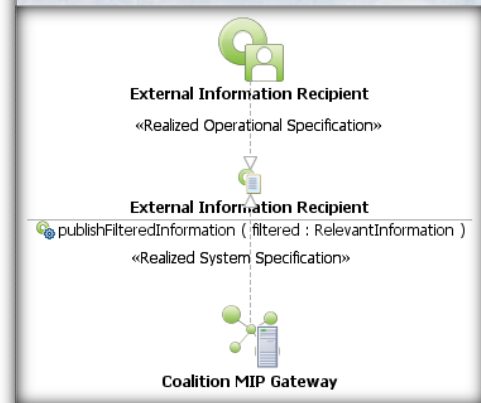 External Information Recipient
«Realized Operational Specification»
External Information Recipient
publishFilteredInformation ( filtered : RelevantInformation )
«Realized System Specification»
Coalition MIP Gateway